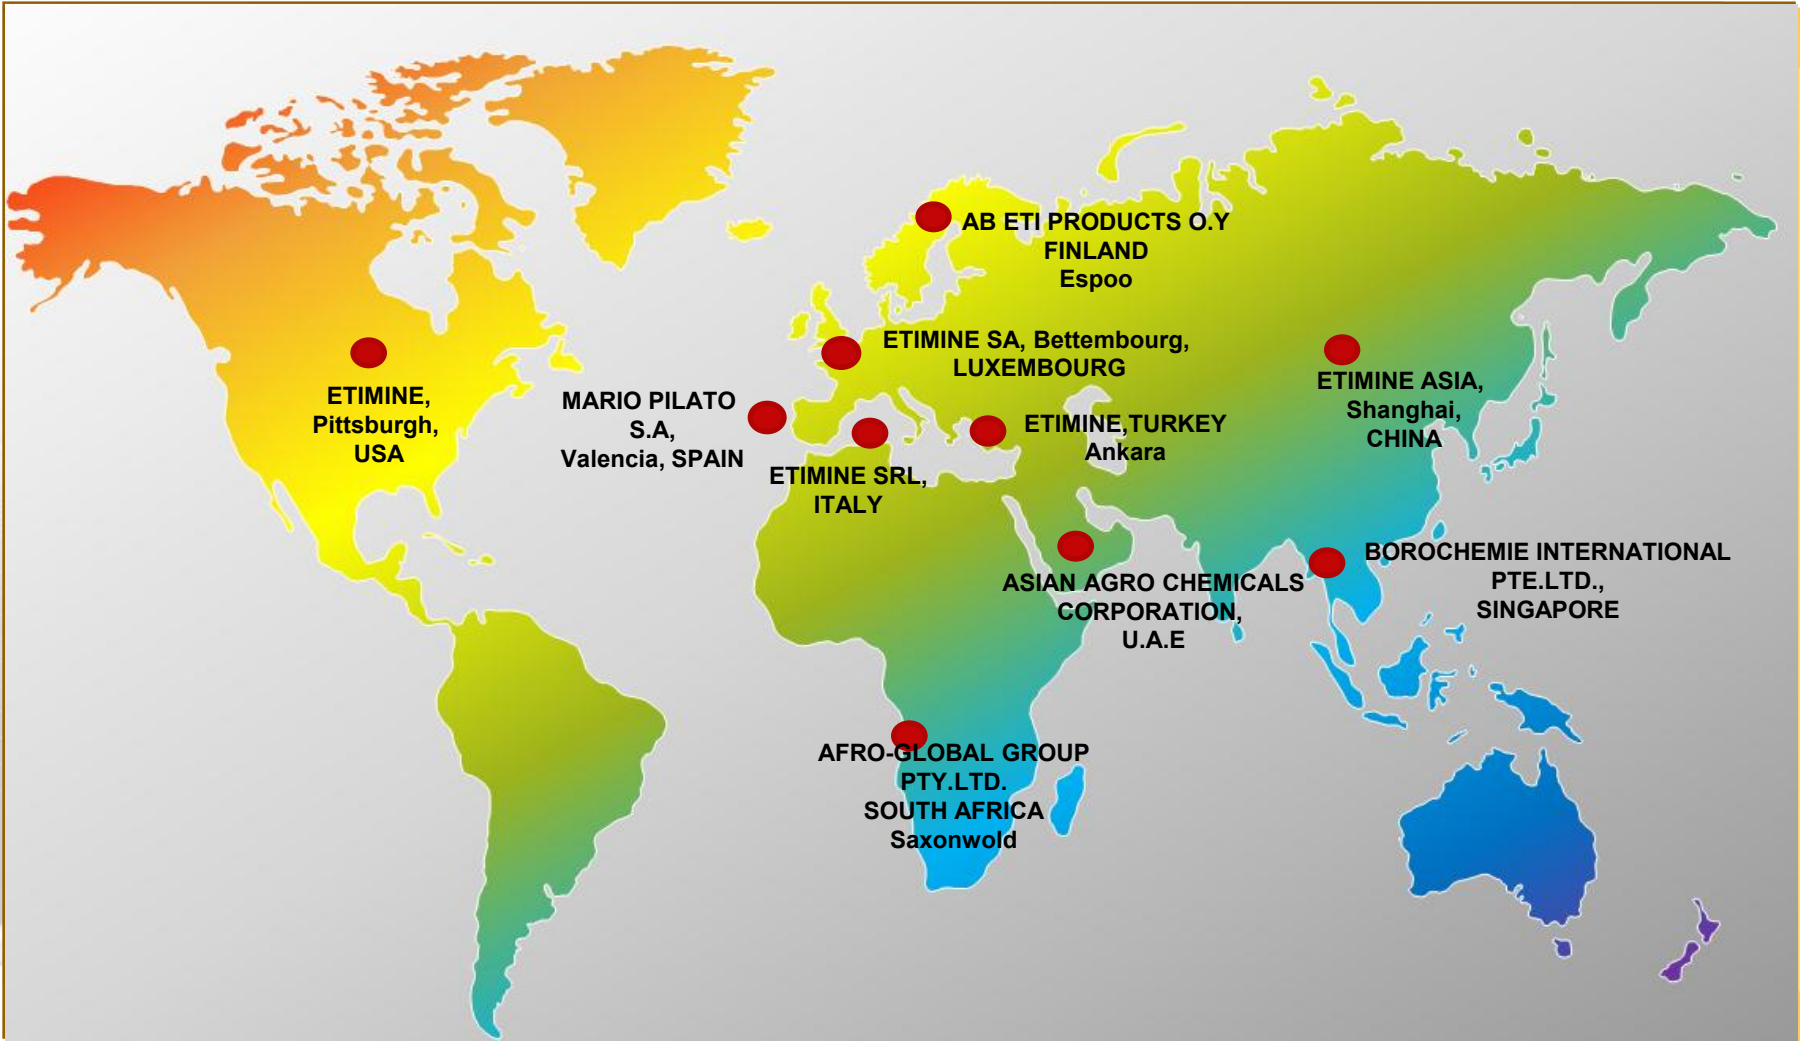 AB ETI PRODUCTS O.Y
FINLAND
Espoo
ETIMINE SA, Bettembourg,
LUXEMBOURG
ETIMINE,
Pittsburgh,
USA
MARIO PILATO
S.A,
Valencia, SPAIN
ETIMINE SRL,
ITALY
ETIMINE,TURKEY
Ankara
ETIMINE ASIA,
Shanghai,
CHINA
ASIAN AGRO CHEMICALS
CORPORATION,
U.A.E
BOROCHEMIE INTERNATIONAL
PTE.LTD.,
SINGAPORE
AFRO-GLOBAL GROUP
PTY.LTD.
SOUTH AFRICA
Saxonwold